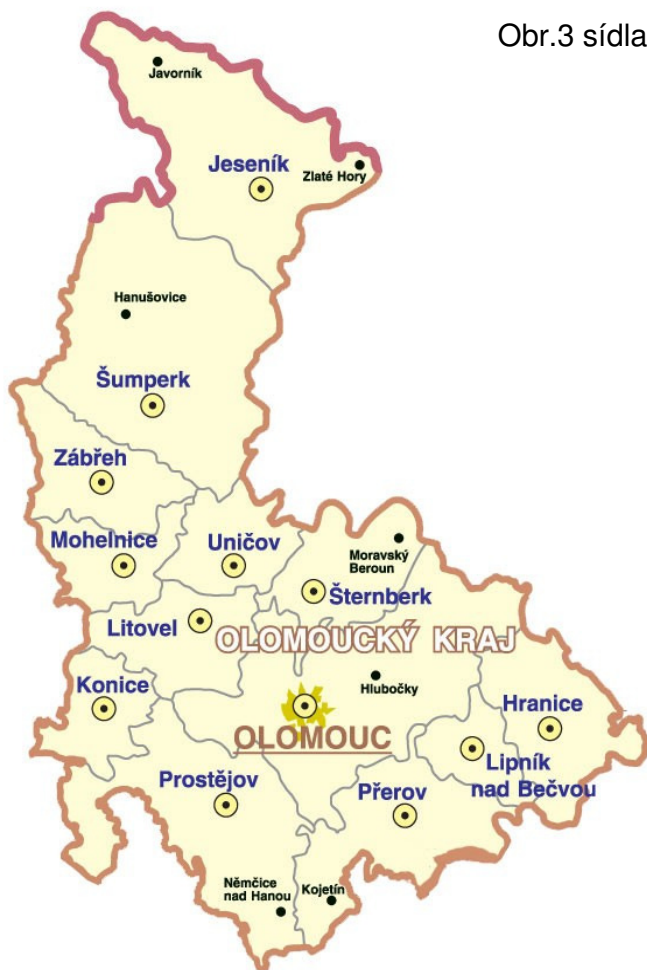 Obr.3 sídla
Javorník
Jeseník
Zlaté Hory
Hanušovice
Šumperk
Zábřeh
Mohelnice
Uničov
Moravský
Beroun
Šternberk
Litovel
OLOMOUCKÝ KRAJ
Konice
Hlubočky
Hranice
OLOMOUC
Lipník
nad Bečvou
Prostějov
Přerov
Němčice
nad Hanou
Kojetín